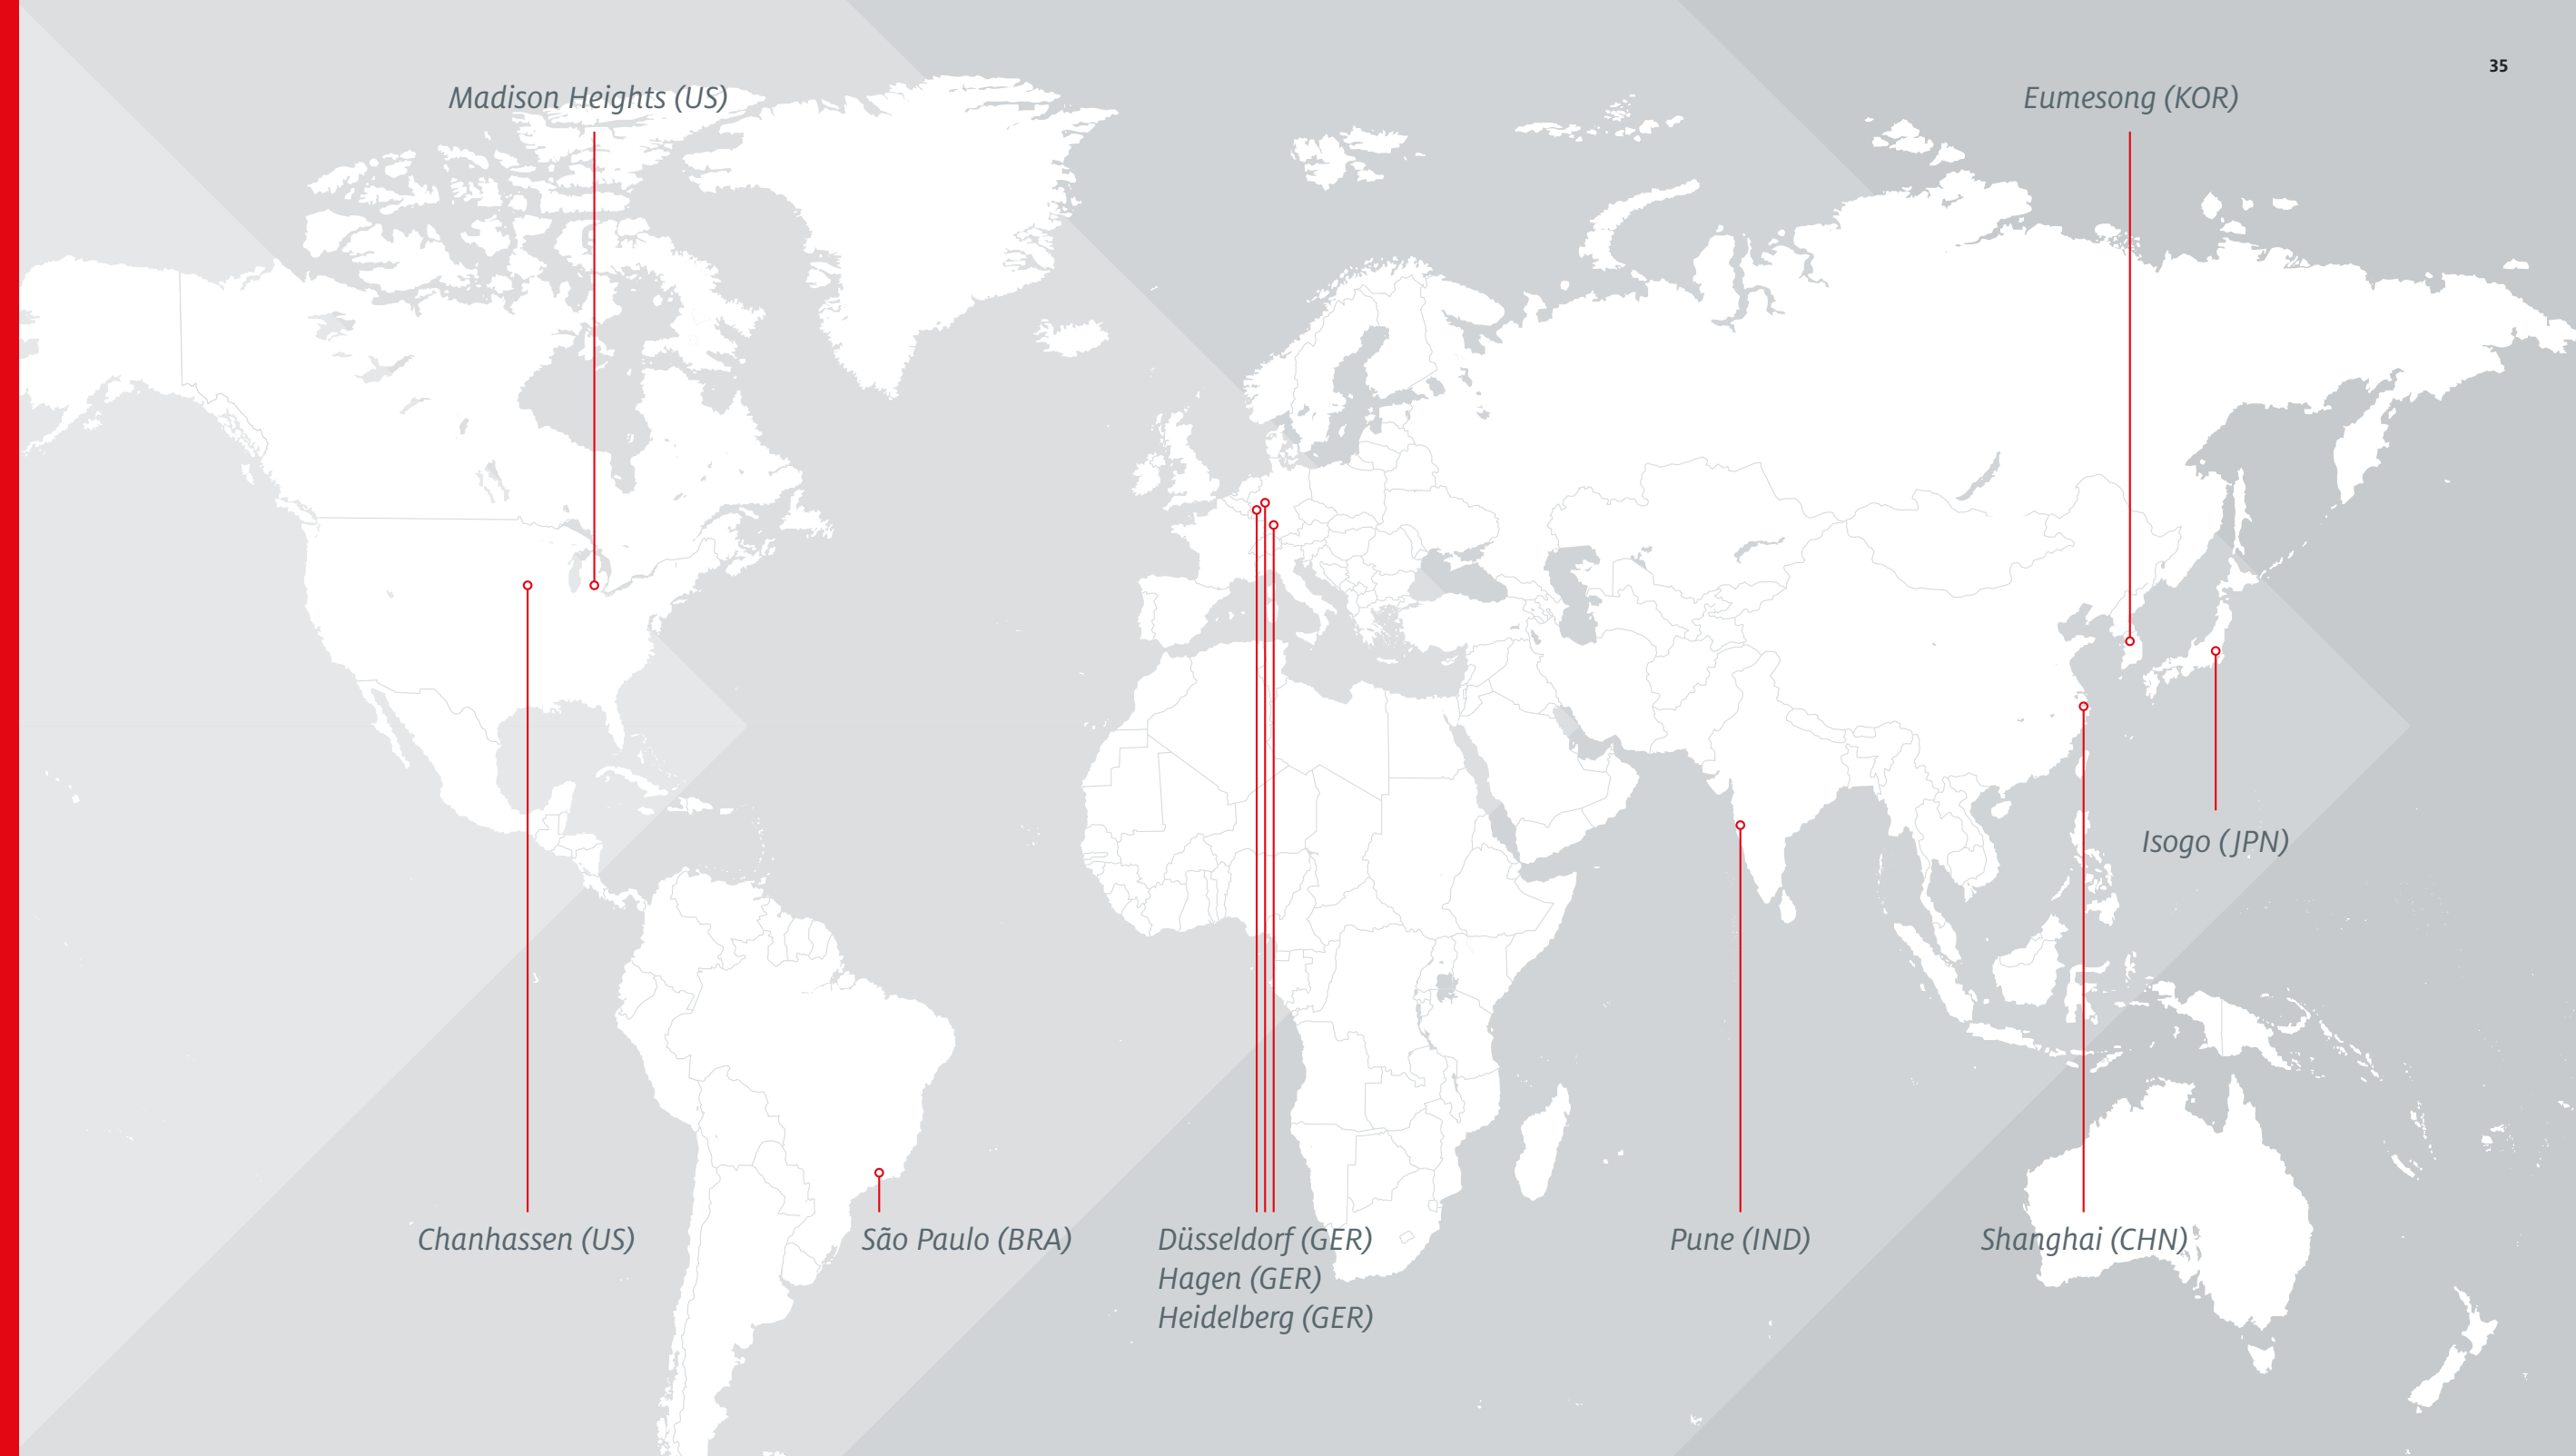 35
Madison Heights (US)
Eumesong (KOR)
Isogo (JPN)
Chanhassen (US)
São Paulo (BRA)
Düsseldorf (GER)
Hagen (GER)
Heidelberg (GER)
Pune (IND)
Shanghai (CHN)